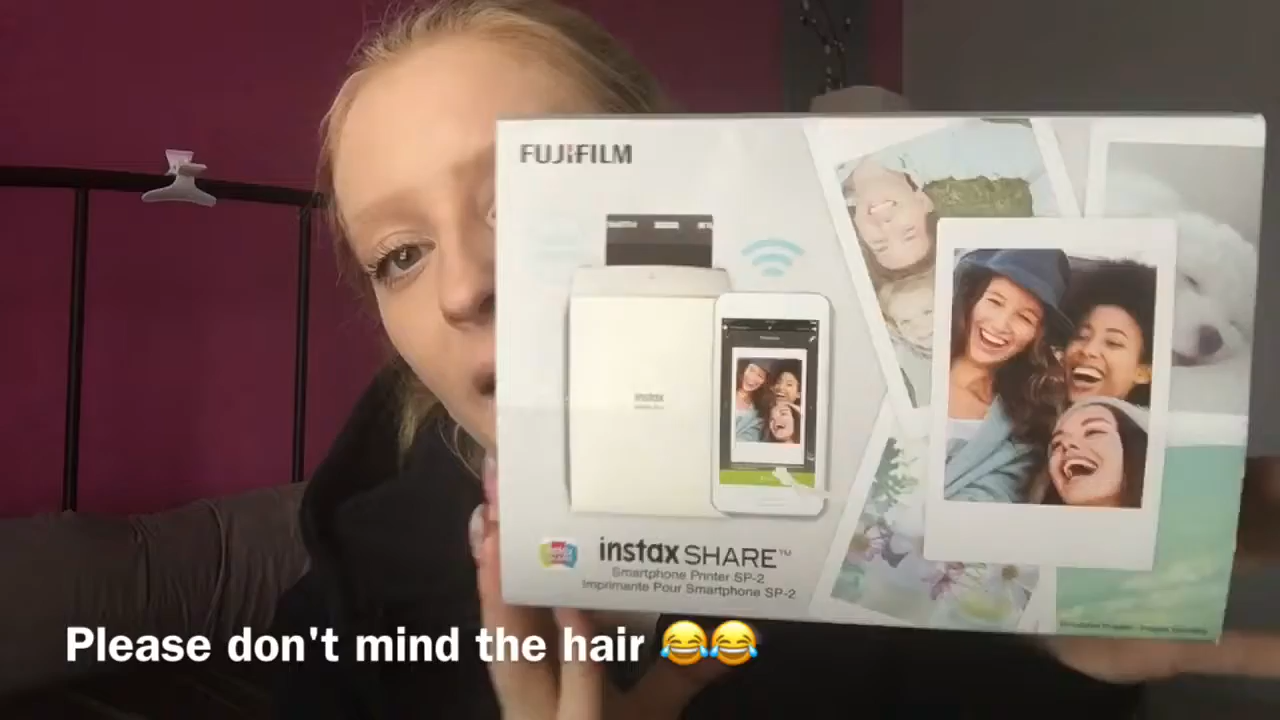 FUJIFILM
instax
instax SHARE™
Smartphone Printer SP-2
Imprimante Pour Smartphone SP-2
Please don't mind the hair 😂😂